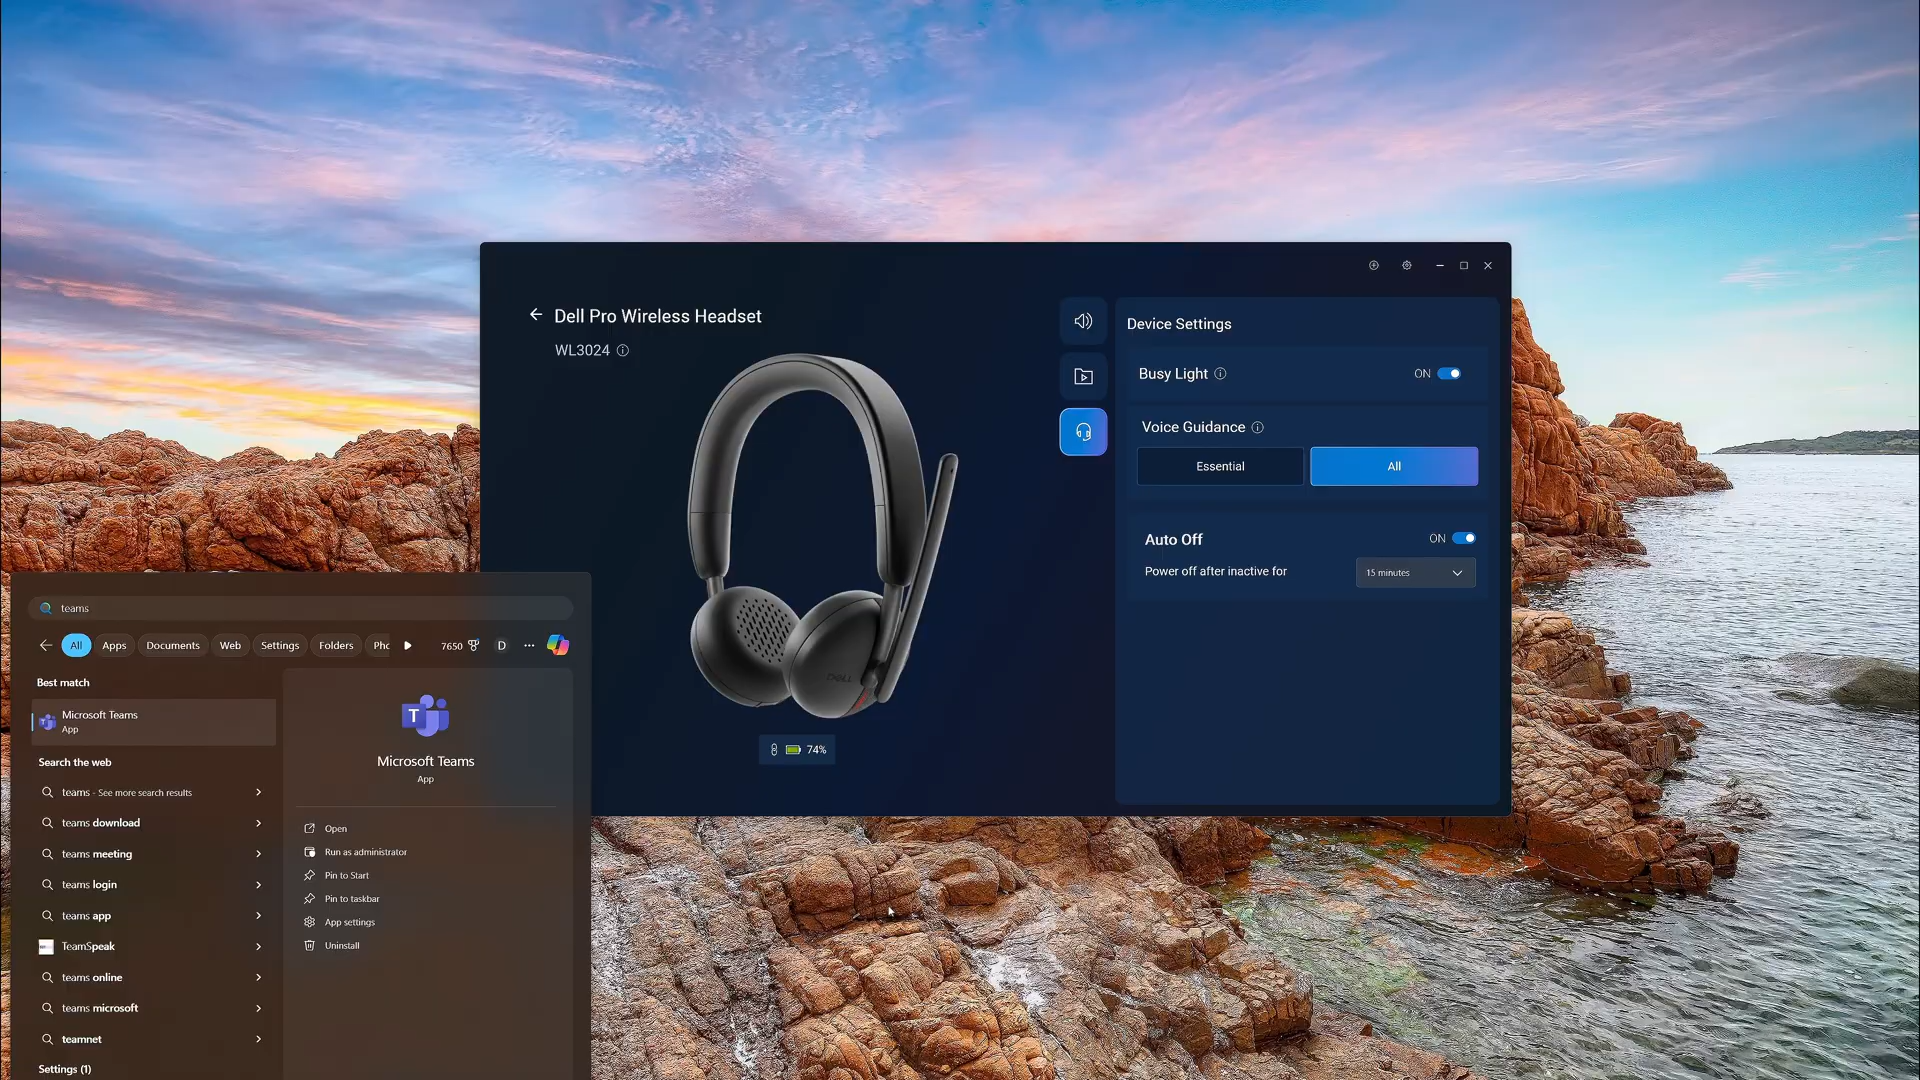 Dell Pro Wireless Headset
WL3024
DELL
74%
Device Settings
Busy Light
ON
Voice Guidance
Essential
All
Auto Off
ON
Power off after inactive for
15 minutes
teams
All
Apps
Documents
Web
Settings
Folders
Pho
7650
D
Best match
Microsoft Teams
App
Search the web
teams - See more search results
teams download
teams meeting
teams login
teams app
TeamSpeak
teams online
teams microsoft
teamnet
Settings (1)
T
Microsoft Teams
App
Open
Run as administrator
Pin to Start
Pin to taskbar
App settings
Uninstall